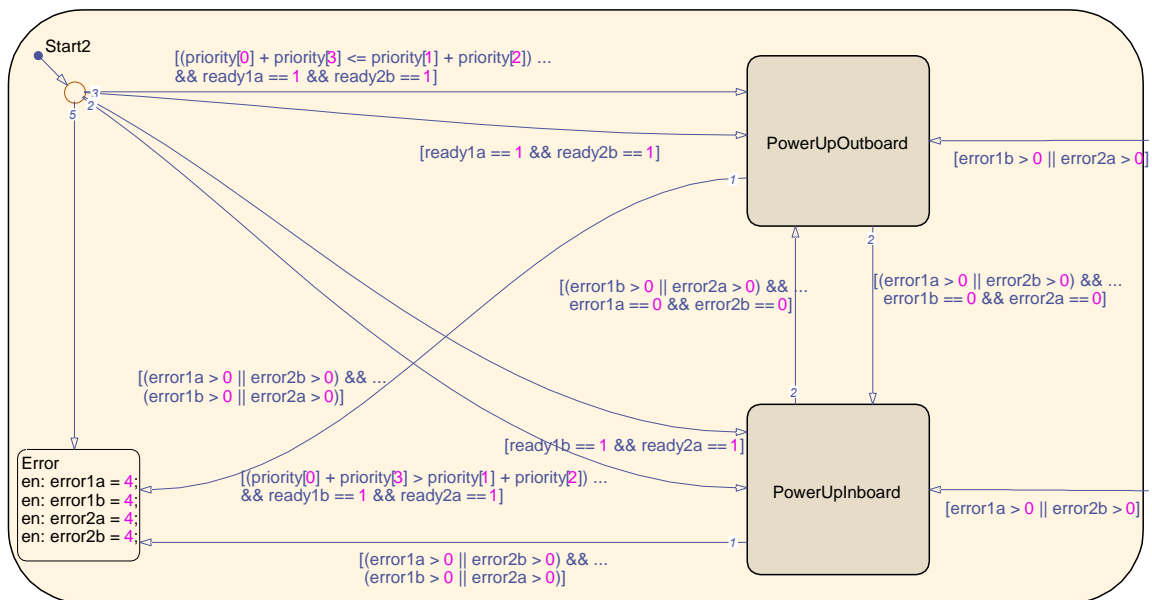 Start2
[(priority[0] + priority[3] <= priority[1] + priority[2]) ...
&& ready1a == 1 && ready2b == 1]
3
2
5
[ready1a == 1 && ready2b == 1]
PowerUpOutboard
[error1b > 0 || error2a > 0]
1
2
[(error1b > 0 || error2a > 0) && ...
error1a == 0 && error2b == 0]
[(error1a > 0 || error2b > 0) && ...
error1b == 0 && error2a == 0]
[(error1a > 0 || error2b > 0) && ...
(error1b > 0 || error2a > 0)]
2
[ready1b == 1 && ready2a == 1]
Error
en: error1a = 4;
en: error1b = 4;
en: error2a = 4;
en: error2b = 4;
[(priority[0] + priority[3] > priority[1] + priority[2]) ...
&& ready1b == 1 && ready2a == 1]
PowerUpInboard
[error1a > 0 || error2b > 0]
1
[(error1a > 0 || error2b > 0) && ...
(error1b > 0 || error2a > 0)]